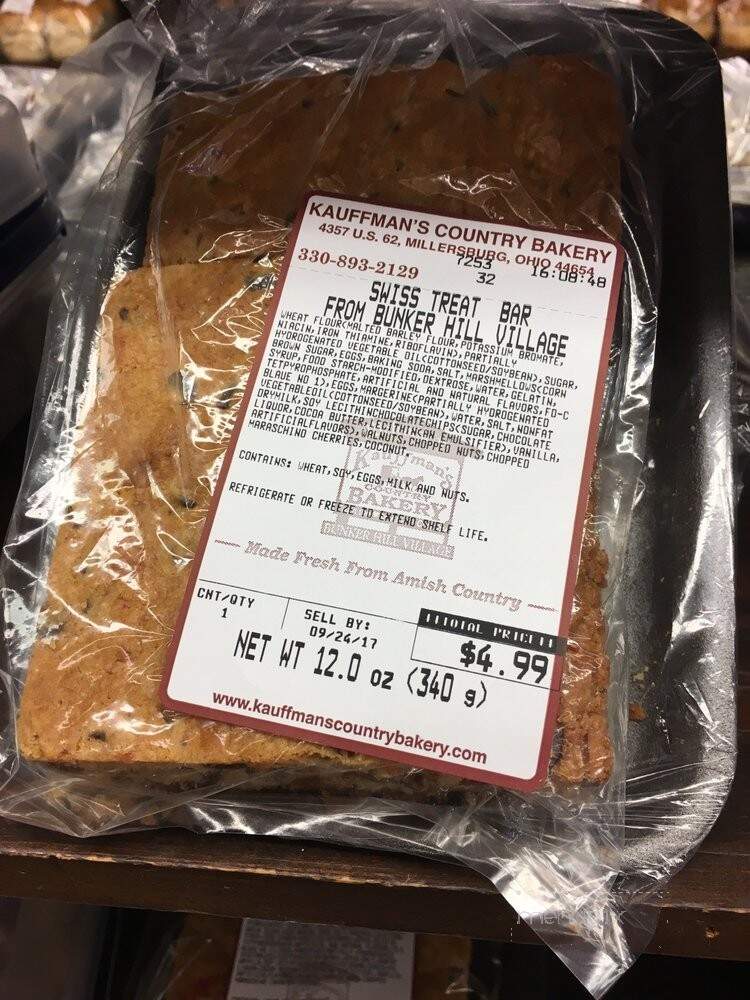 KAUFFMAN'S COUNTRY BAKERY
4357 U.S. 62, MILLERSBURG, OHIO 44654
330-893-2129
7253 16:08:48
32
SWISS TREAT BAR
FROM BUNKER HILL VILLAGE
WHEAT FLOUR(MALTED BARLEY FLOUR, POTASSIUM BROMATE,
NIACIN, IRON THIAMINE, RIBOFLAVIN), PARTIALLY
HYDROGENATED VEGETABLE OIL(COTTONSEED/SOYBEAN), SUGAR,
BROWN SUGAR, EGGS, BAKING SODA, SALT, MARSHMELLOWS(CORN
SYRUP, FOOD STARCH-MODIFIED, DEXTROSE, WATER, GELATIN,
TETPYROPHOSPHATE, ARTIFICIAL AND NATURAL FLAVORS, FD-C
BLUE NO 1), EGGS, MARGERINE(PARTIALLY HYDROGENATED
VEGETABLEOIL(COTTONSEED/SOYBEAN), WATER, SALT, NONFAT
DRYMILK, SOY LECITHINCHOCOLATECHIPS(SUGAR, CHOCOLATE
LIQUOR, COCOA BUTTER, LECITHIN(AN EMULSIFIER), VANILLA,
ARTIFICIALFLAVORS), WALNUTS, CHOPPED NUTS, CHOPPED
MARASCHINO CHERRIES, COCONUT.
CONTAINS: WHEAT, SOY, EGGS, MILK AND NUTS.
Kauffman's
COUNTRY
BAKERY
REFRIGERATE OR FREEZE TO EXTEND SHELF LIFE.
BUNKER HILL VILLAGE
Made Fresh From Amish Country
CNT/QTY
1
SELL BY:
09/26/17
TOTAL PRICE
$4.99
NET WT 12.0 oz (340 g)
www.kauffmanscountrybakery.com